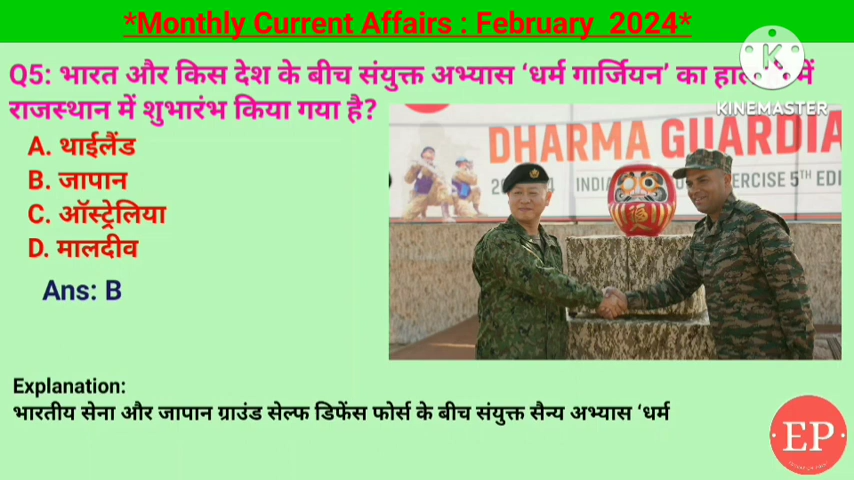 *Monthly Current Affairs : February 2024*
Q5: भारत और किस देश के बीच संयुक्त अभ्यास ‘धर्म गार्जियन’ का में
राजस्थान में शुभारंभ किया गया है?
KINEMASTER
DHARMA GUARDIA
A. थाईलैंड
INDIA ERCISE 5TH EDI
B. जापान
C. ऑस्ट्रेलिया
D. मालदीव
Ans: B
Explanation:
भारतीय सेना और जापान ग्राउंड सेल्फ डिफेंस फोर्स के बीच संयुक्त सैन्य अभ्यास ‘धर्म
EP